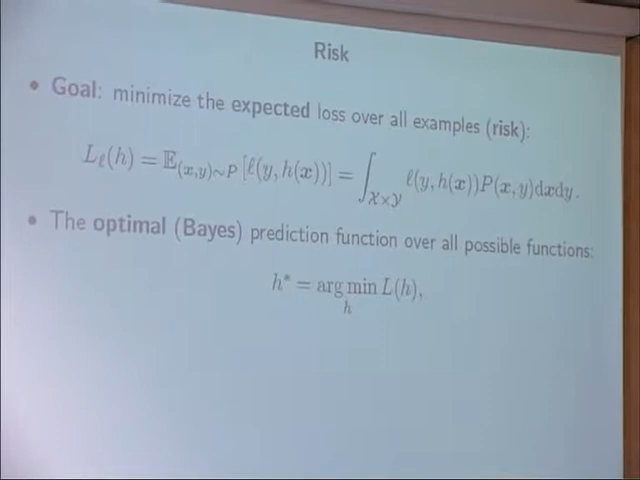 Risk
• Goal: minimize the expected loss over all examples (risk):
L_ℓ(h) = 𝔼_{(x,y)∼P} [ℓ(y, h(x))] = ∫_{𝒳×𝒴} ℓ(y, h(x))P(x, y)dxdy.
• The optimal (Bayes) prediction function over all possible functions:
h* = arg min_h L(h),